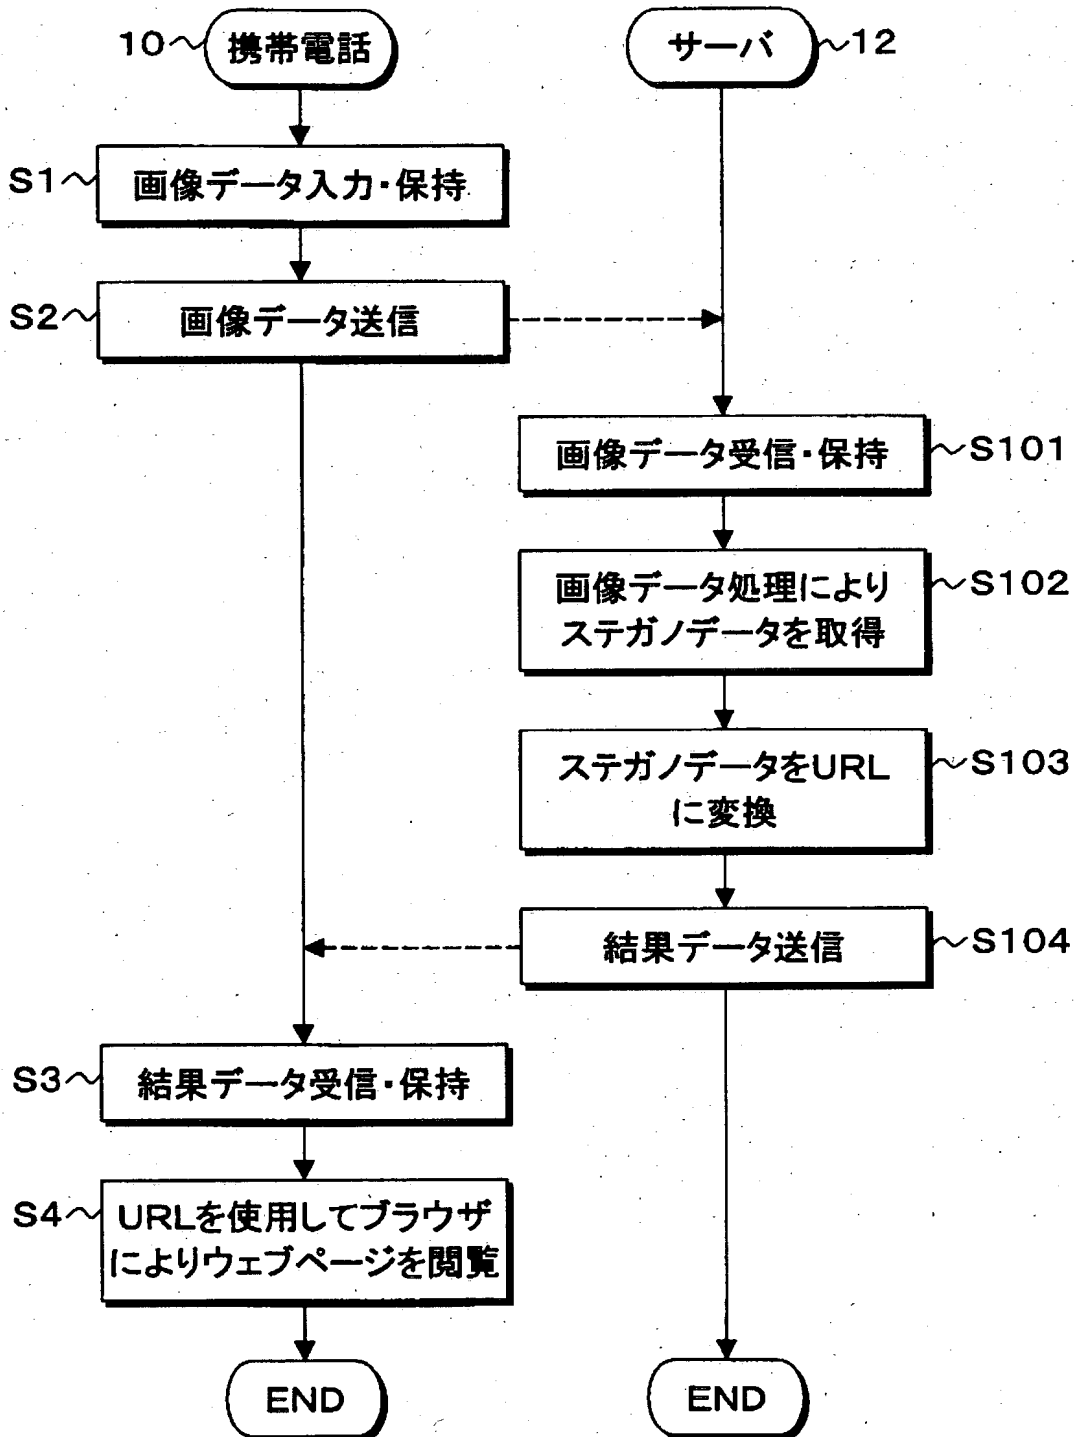 10 携帯電話
サーバ 12
S1 画像データ入力・保持
S2 画像データ送信
画像データ受信・保持 S101
画像データ処理により S102
ステガノデータを取得
ステガノデータをURL S103
に変換
結果データ送信 S104
S3 結果データ受信・保持
S4 URLを使用してブラウザ
によりウェブページを閲覧
END
END